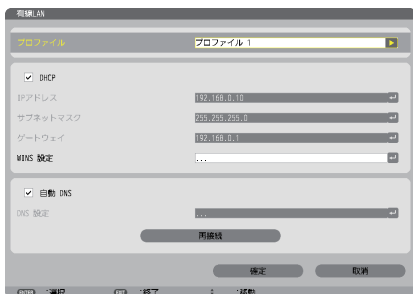 有線LAN
プロファイル プロファイル 1
DHCP
IPアドレス 192.168.0.10
サブネットマスク 255.255.255.0
ゲートウェイ 192.168.0.1
WINS 設定 ...
自動 DNS
DNS 設定 ...
再接続
確定 取消
ENTER :選択 EXIT :終了 :移動